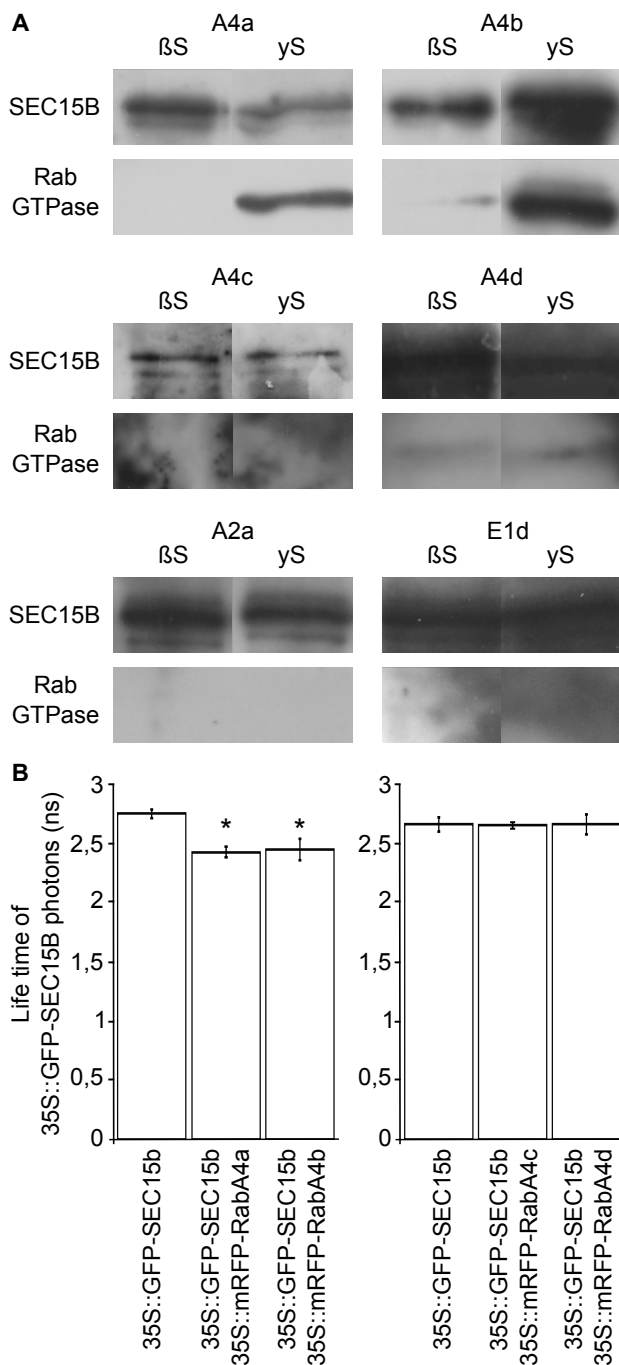 A
A4a A4b
ßS yS ßS yS
SEC15B
Rab
GTPase
A4c A4d
ßS yS ßS yS
SEC15B
Rab
GTPase
A2a E1d
ßS yS ßS yS
SEC15B
Rab
GTPase
B
Life time of
35S::GFP-SEC15B photons (ns)
3 3
2,5 2,5
2 2
1,5 1,5
1 1
0,5 0,5
0 0
* *
35S::GFP-SEC15b
35S::GFP-SEC15b
35S::mRFP-RabA4a
35S::GFP-SEC15b
35S::mRFP-RabA4b
35S::GFP-SEC15b
35S::GFP-SEC15b
35S::mRFP-RabA4c
35S::GFP-SEC15b
35S::mRFP-RabA4d